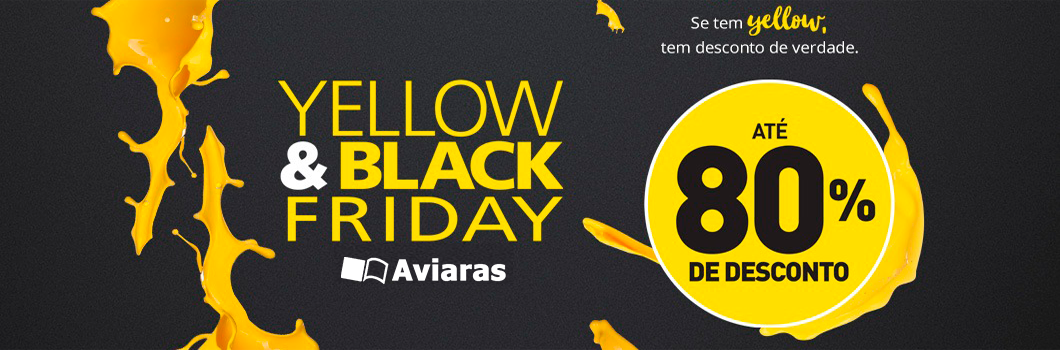 YELLOW
& BLACK
FRIDAY
Aviaras
Se tem yellow,
tem desconto de verdade.
ATÉ
80%
DE DESCONTO